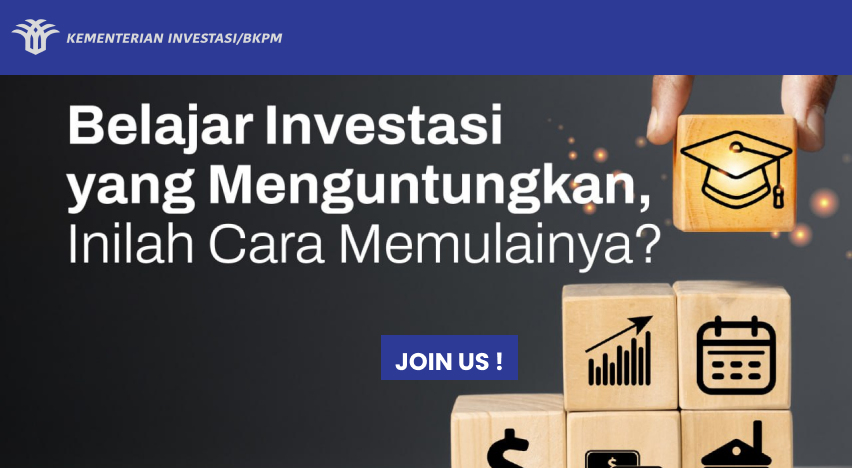 KEMENTERIAN INVESTASI/BKPM
Belajar Investasi
yang Menguntungkan,
Inilah Cara Memulainya?
JOIN US !
$
$